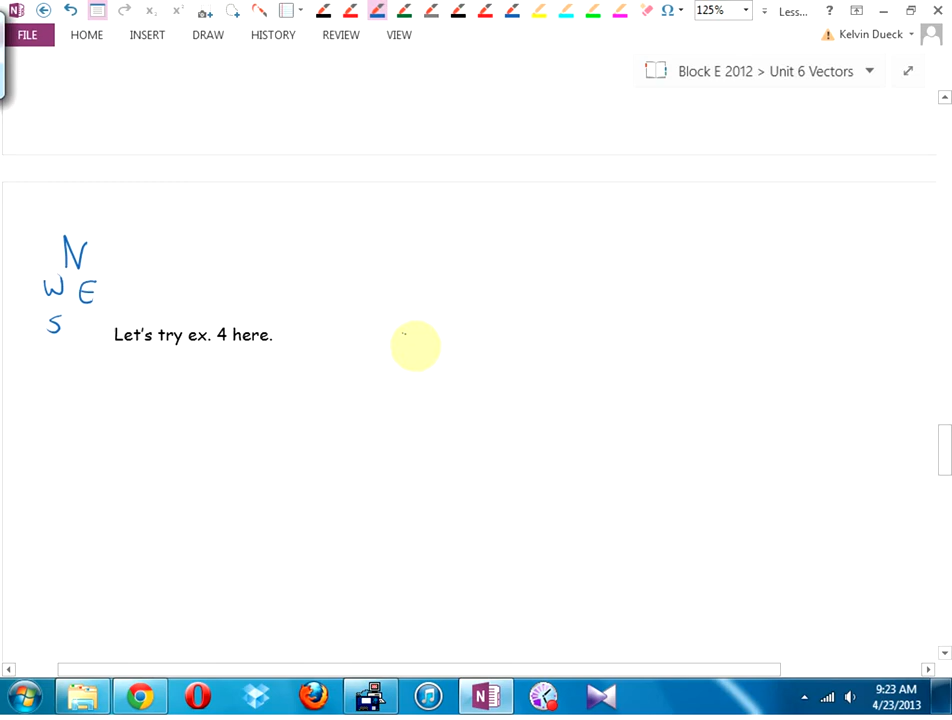 125%
Less...
?
FILE
HOME
INSERT
DRAW
HISTORY
REVIEW
VIEW
Kelvin Dueck
Block E 2012 > Unit 6 Vectors
N
W E
S
Let's try ex. 4 here.
9:23 AM
4/23/2013